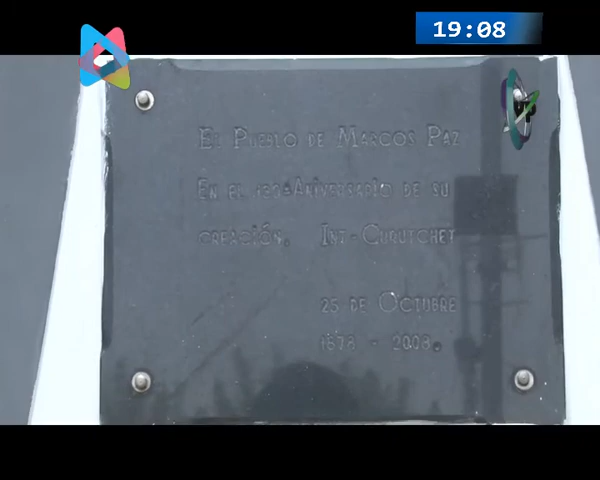 19:08
El Pueblo de Marcos Paz
En el 130º Aniversario de su
creación. Int-Curutchet
25 de Octubre
1878 - 2008.